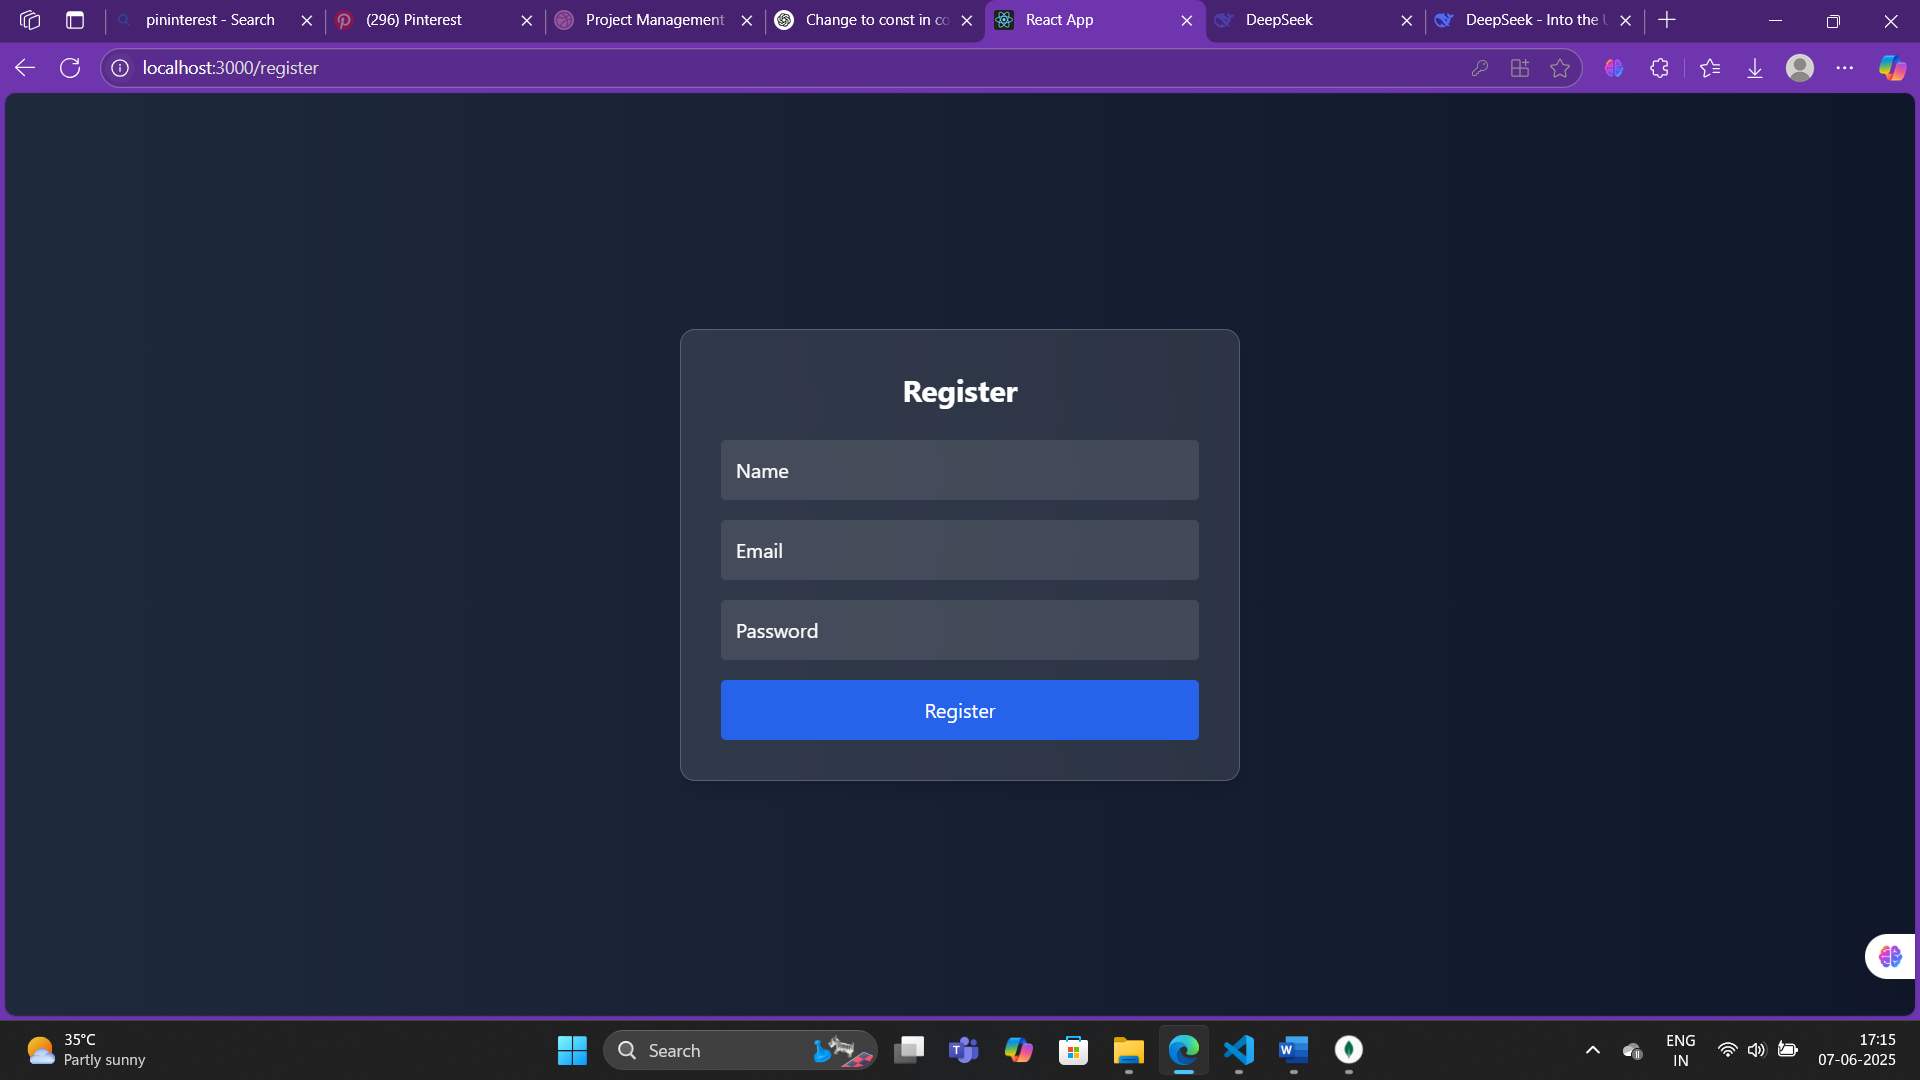 pininterest - Search
(296) Pinterest
Project Management
Change to const in co
React App
DeepSeek
DeepSeek - Into the U
localhost:3000/register
Register
Name
Email
Password
Register
35°C
Partly sunny
Search
ENG
IN
17:15
07-06-2025